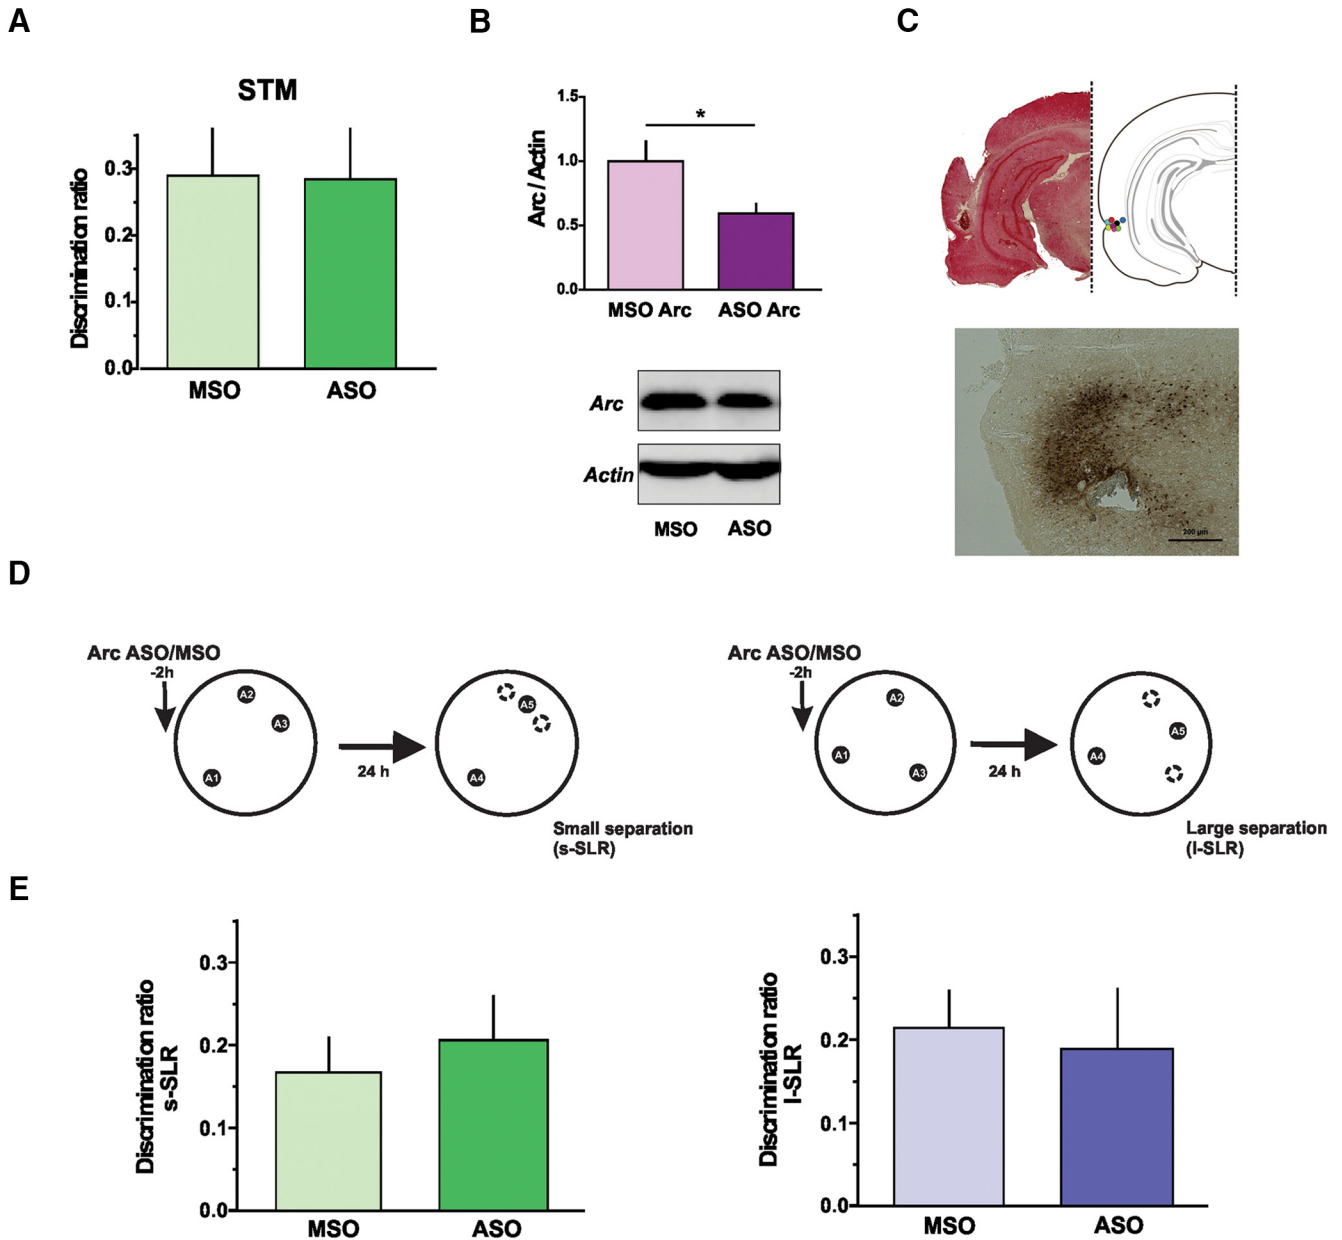 A
B
C
STM
Discrimination ratio
0.3
0.2
0.1
0.0
MSO
ASO
Arc / Actin
1.5
1.0
0.5
0.0
*
MSO Arc
ASO Arc
Arc
Actin
MSO
ASO
200 µm
D
Arc ASO/MSO
-2h
A2
A3
A1
24 h
A5
A4
Small separation
(s-SLR)
Arc ASO/MSO
-2h
A2
A1
A3
24 h
A5
A4
Large separation
(l-SLR)
E
Discrimination ratio
s-SLR
0.3
0.2
0.1
0.0
MSO
ASO
Discrimination ratio
l-SLR
0.3
0.2
0.1
0.0
MSO
ASO